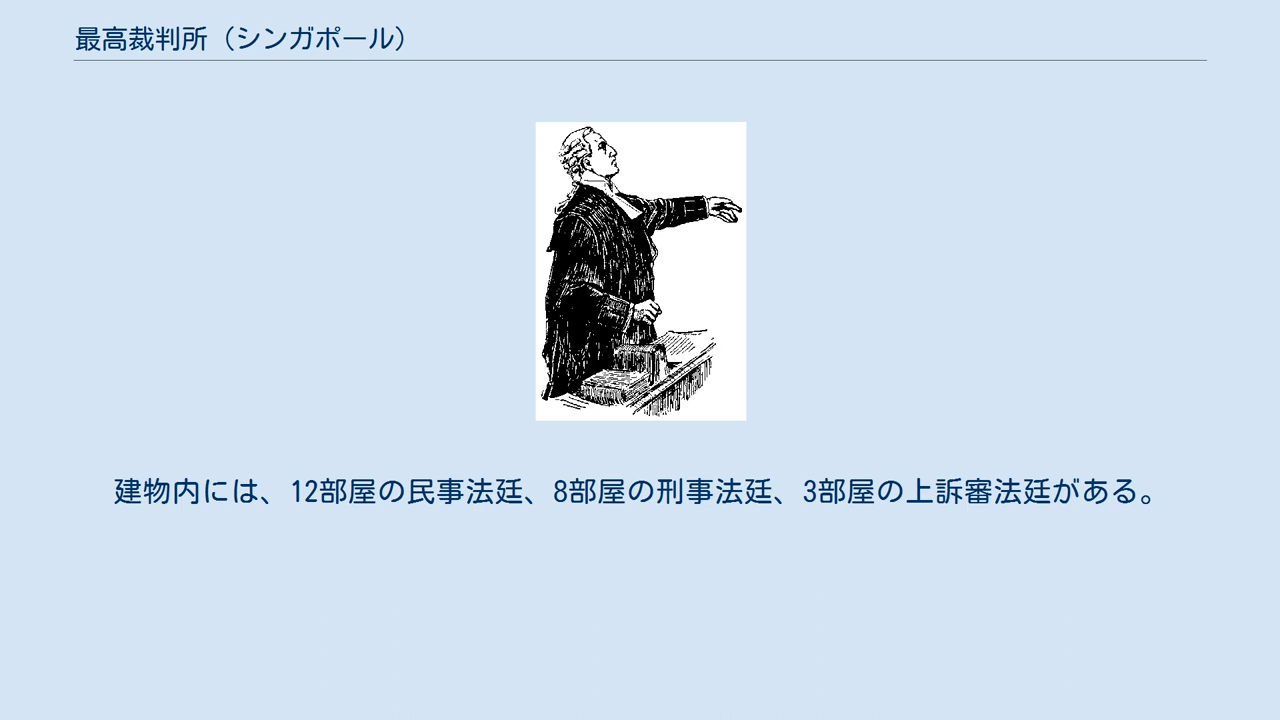 最高裁判所（シンガポール）
建物内には、12部屋の民事法廷、8部屋の刑事法廷、3部屋の上訴審法廷がある。